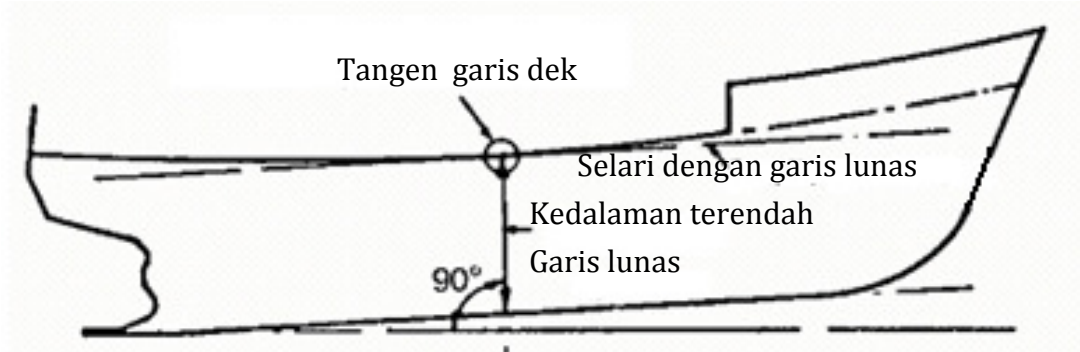 Tangen garis dek
Selari dengan garis lunas
Kedalaman terendah
Garis lunas
90°